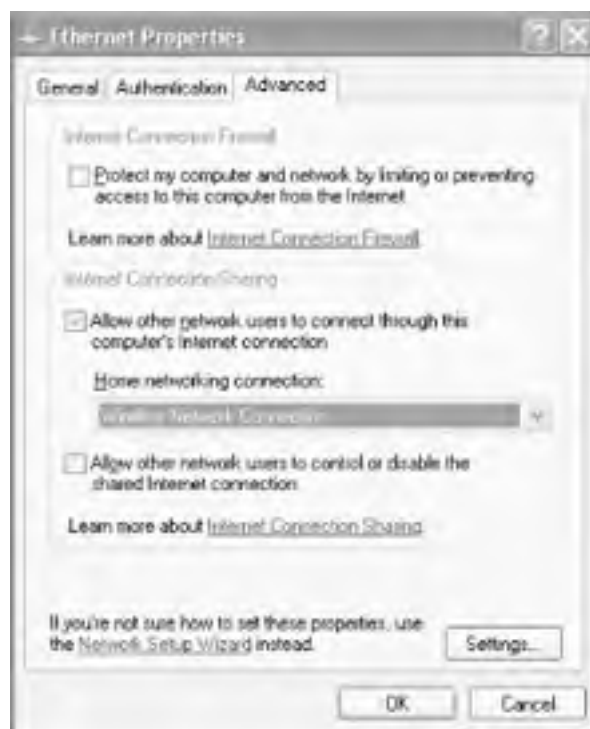 Ethernet Properties
General Authentication Advanced
Internet Connection Firewall
Protect my computer and network by limiting or preventing
access to this computer from the Internet
Learn more about Internet Connection Firewall.
Internet Connection Sharing
Allow other network users to connect through this
computer's Internet connection
Home networking connection:
Wireless Network Connection
Allow other network users to control or disable the
shared Internet connection
Learn more about Internet Connection Sharing.
If you're not sure how to set these properties, use
the Network Setup Wizard instead.
Settings...
OK Cancel